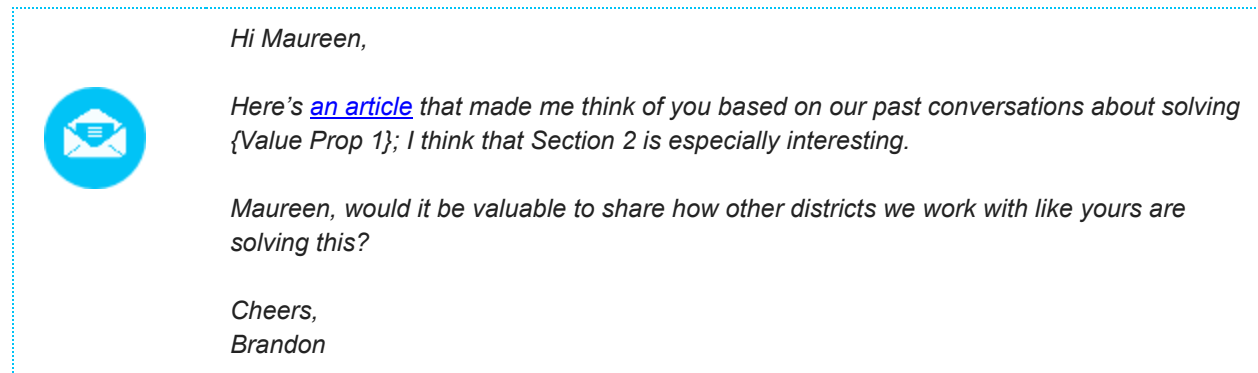 Hi Maureen,
Here’s an article that made me think of you based on our past conversations about solving
{Value Prop 1}; I think that Section 2 is especially interesting.
Maureen, would it be valuable to share how other districts we work with like yours are
solving this?
Cheers,
Brandon